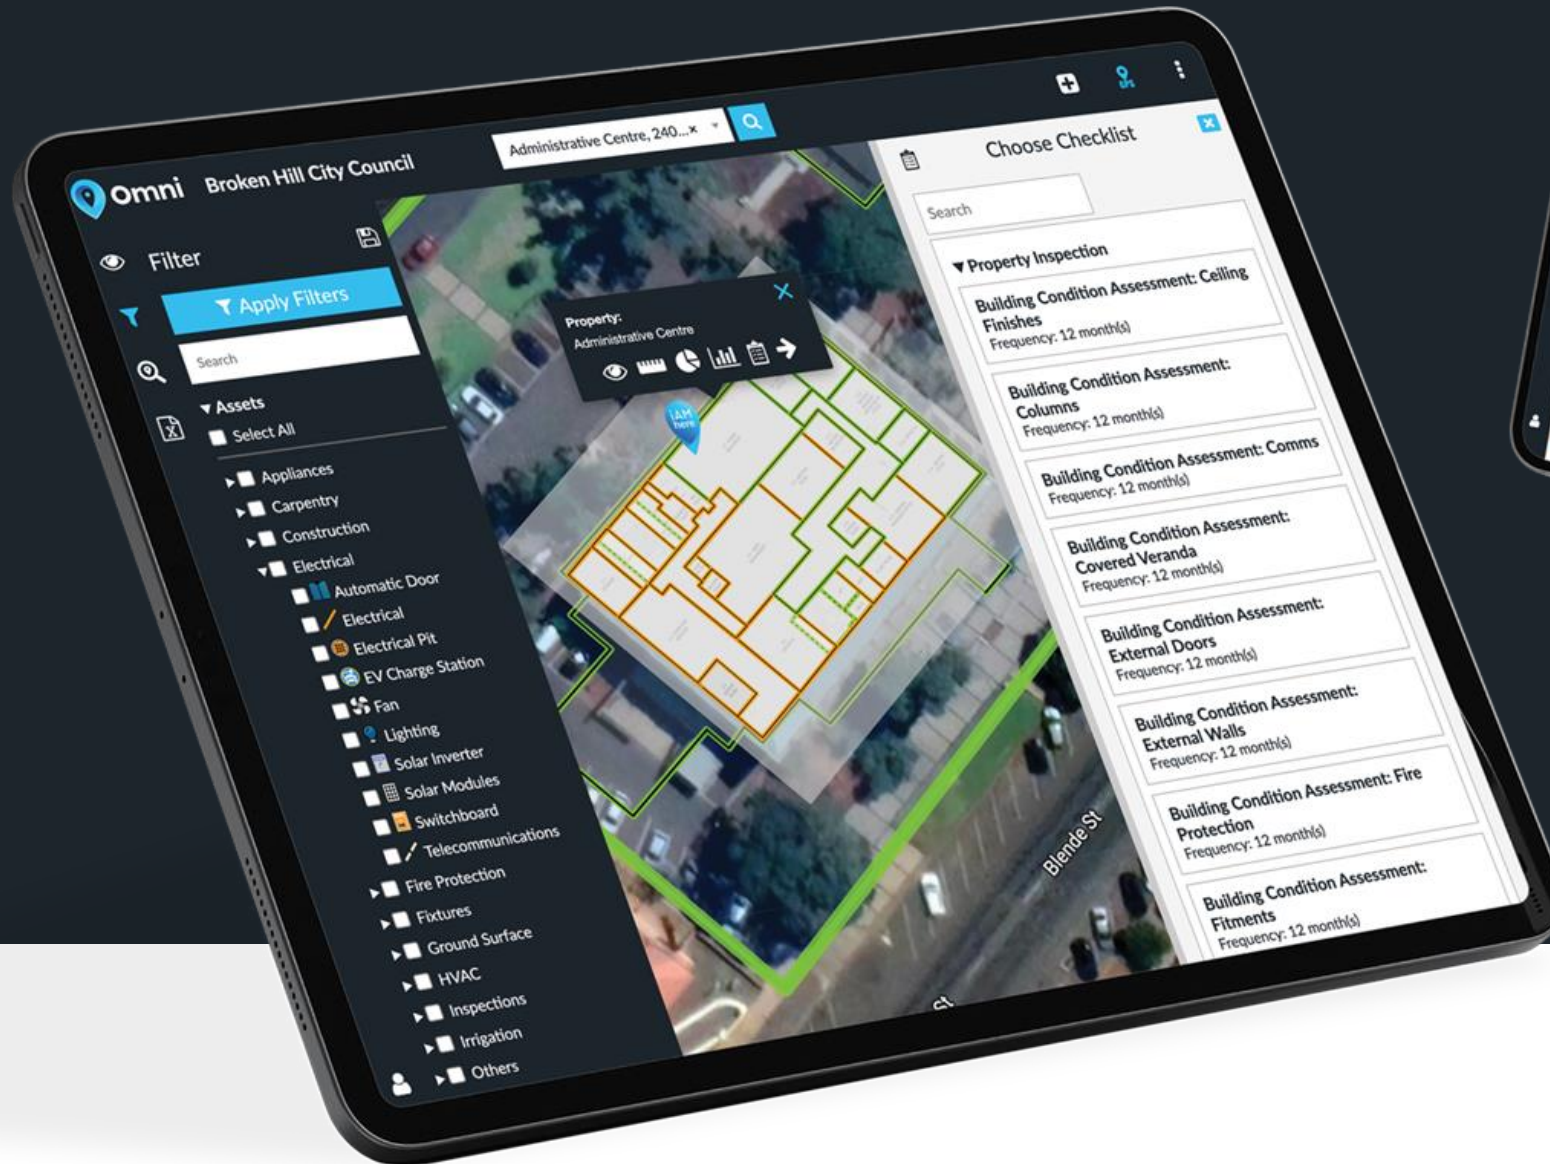 Omni
Broken Hill City Council
Administrative Centre, 240...×
GPS
Filter
Apply Filters
Search
Assets
Select All
Appliances
Carpentry
Construction
Electrical
Automatic Door
Electrical
Electrical Pit
EV Charge Station
Fan
Lighting
Solar Inverter
Solar Modules
Switchboard
Telecommunications
Fire Protection
Fixtures
Ground Surface
HVAC
Inspections
Irrigation
Others
Property:
Administrative Centre
iAM
here
Blende St
St
Choose Checklist
Search
Property Inspection
Building Condition Assessment: Ceiling
Finishes
Frequency: 12 month(s)
Building Condition Assessment:
Columns
Frequency: 12 month(s)
Building Condition Assessment: Comms
Frequency: 12 month(s)
Building Condition Assessment:
Covered Veranda
Frequency: 12 month(s)
Building Condition Assessment:
External Doors
Frequency: 12 month(s)
Building Condition Assessment:
External Walls
Frequency: 12 month(s)
Building Condition Assessment: Fire
Protection
Frequency: 12 month(s)
Building Condition Assessment:
Fitments
Frequency: 12 month(s)